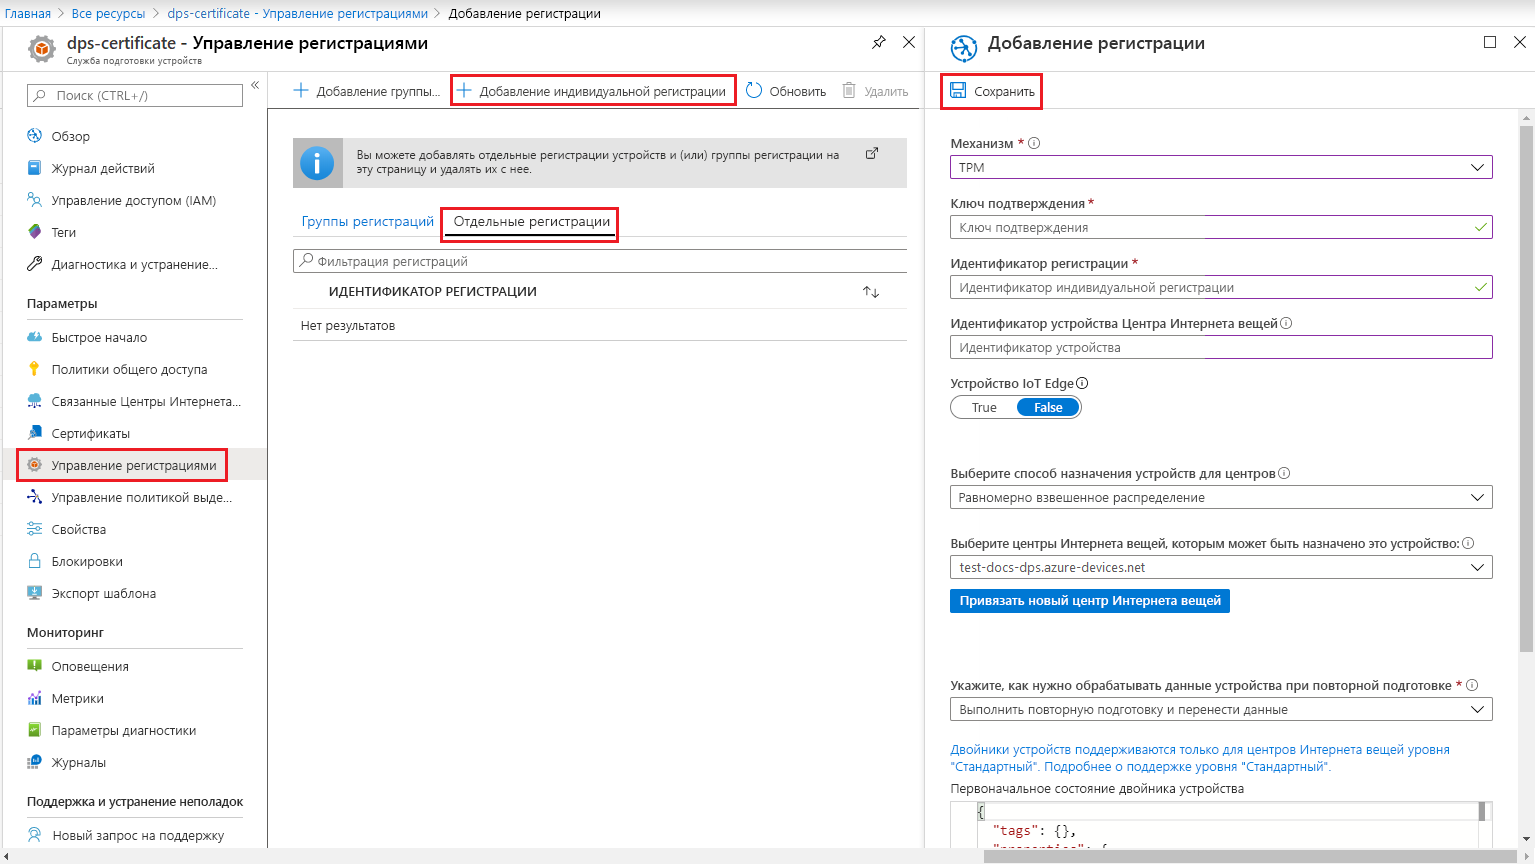 Главная > Все ресурсы > dps-certificate - Управление регистрациями > Добавление регистрации
dps-certificate - Управление регистрациями
Служба подготовки устройств
Поиск (CTRL+/)
Обзор
Журнал действий
Управление доступом (IAM)
Теги
Диагностика и устранение...
Параметры
Быстрое начало
Политики общего доступа
Связанные Центры Интернета...
Сертификаты
Управление регистрациями
Управление политикой выде...
Свойства
Блокировки
Экспорт шаблона
Мониторинг
Оповещения
Метрики
Параметры диагностики
Журналы
Поддержка и устранение неполадок
Новый запрос на поддержку
Добавление группы...
Добавление индивидуальной регистрации
Обновить
Удалить
Вы можете добавлять отдельные регистрации устройств и (или) группы регистрации на
эту страницу и удалять их с нее.
Группы регистраций
Отдельные регистрации
Фильтрация регистраций
ИДЕНТИФИКАТОР РЕГИСТРАЦИИ
Нет результатов
Добавление регистрации
Сохранить
Механизм *
ТРМ
Ключ подтверждения *
Ключ подтверждения
Идентификатор регистрации *
Идентификатор индивидуальной регистрации
Идентификатор устройства Центра Интернета вещей
Идентификатор устройства
Устройство IoT Edge
True False
Выберите способ назначения устройств для центров
Равномерно взвешенное распределение
Выберите центры Интернета вещей, которым может быть назначено это устройство:
test-docs-dps.azure-devices.net
Привязать новый центр Интернета вещей
Укажите, как нужно обрабатывать данные устройства при повторной подготовке *
Выполнить повторную подготовку и перенести данные
Двойники устройств поддерживаются только для центров Интернета вещей уровня
"Стандартный". Подробнее о поддержке уровня "Стандартный".
Первоначальное состояние двойника устройства
{
"tags": {},
"properties": {